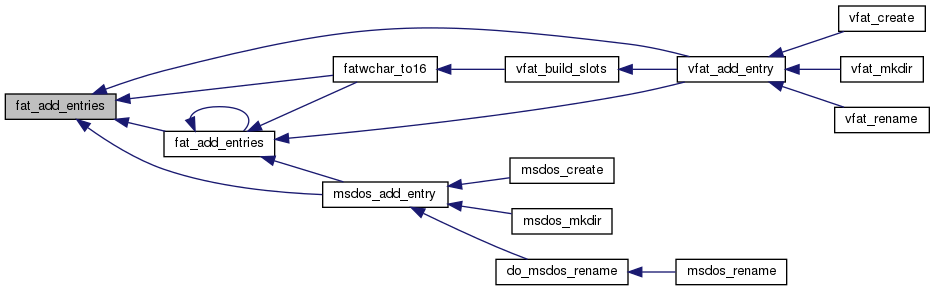 fat_add_entries
fatwchar_to16
vfat_build_slots
vfat_add_entry
vfat_create
vfat_mkdir
vfat_rename
fat_add_entries
msdos_add_entry
msdos_create
msdos_mkdir
do_msdos_rename
msdos_rename